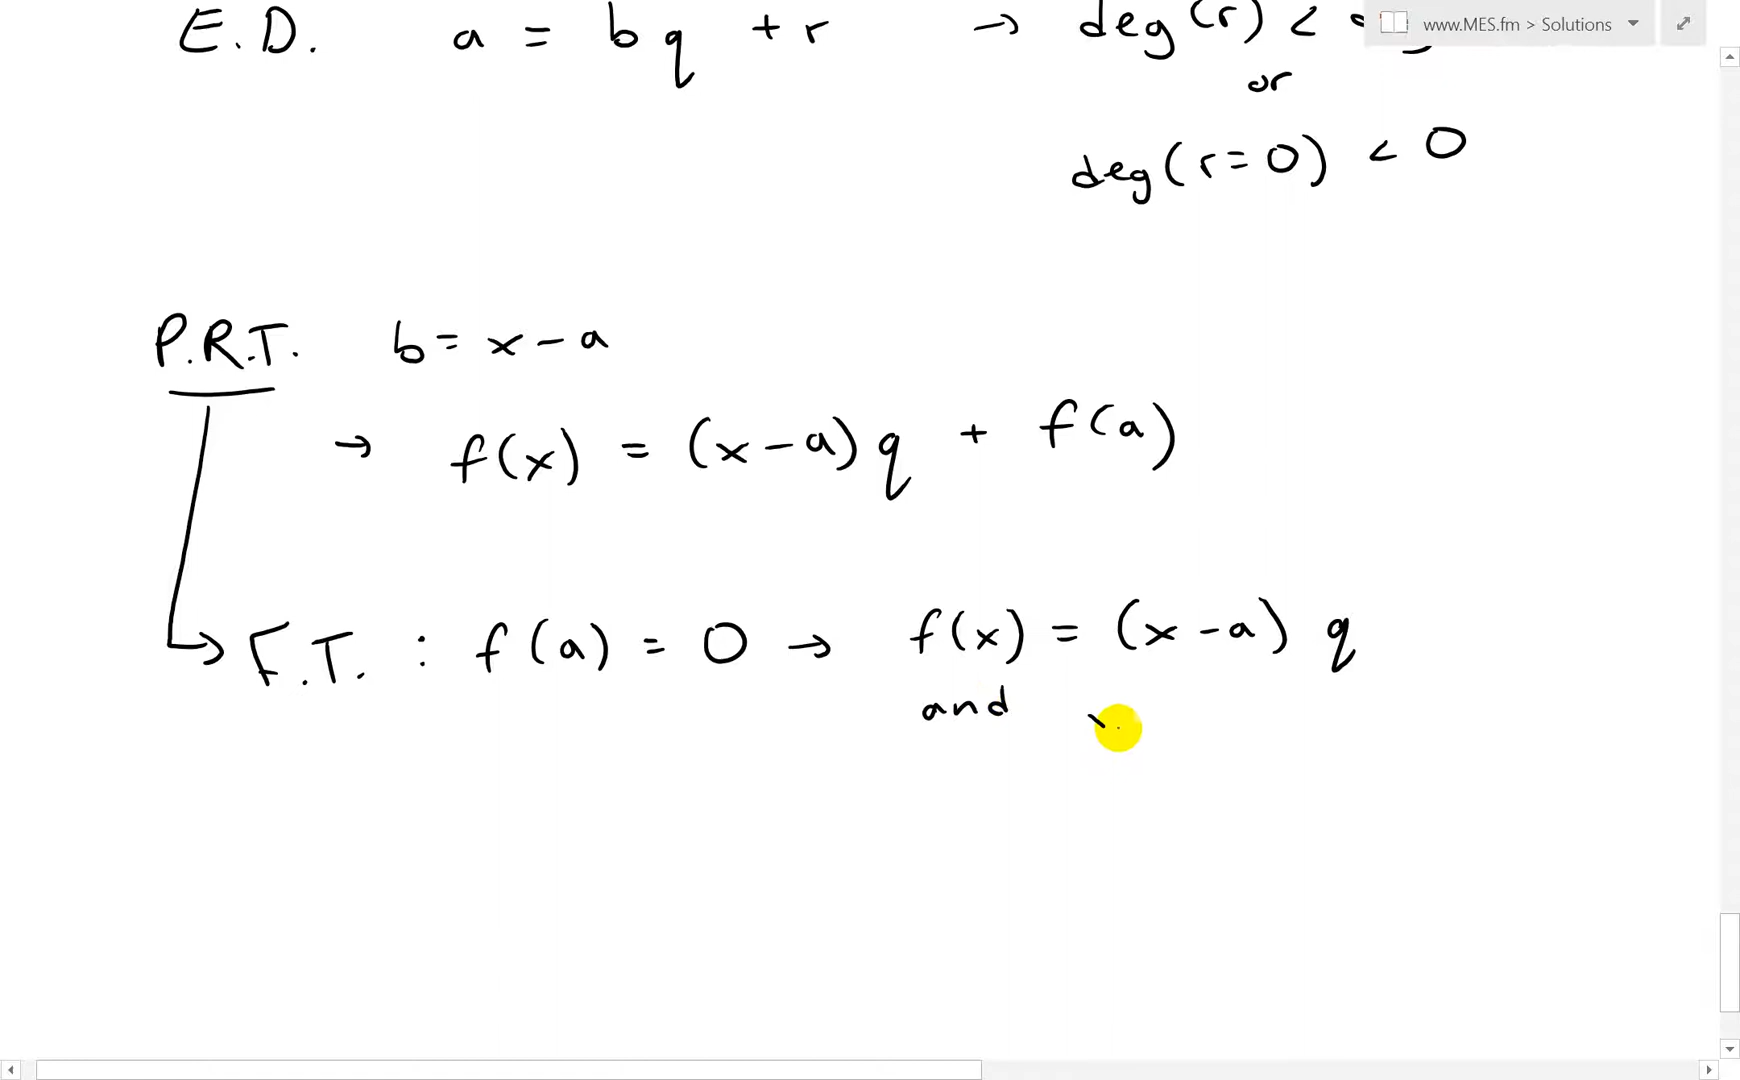 E.D. a = bq + r → deg(r) <
www.MES.fm > Solutions
or
deg(r=0) < 0
P.R.T. b = x - a
→ f(x) = (x-a)q + f(a)
F.T. : f(a) = 0 → f(x) = (x-a) q
and